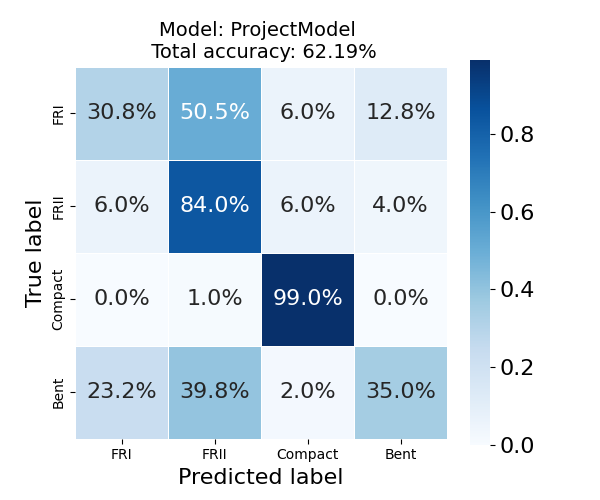 Model: ProjectModel
Total accuracy: 62.19%
True label
FRI
30.8% 50.5% 6.0% 12.8%
FRII
6.0% 84.0% 6.0% 4.0%
Compact
0.0% 1.0% 99.0% 0.0%
Bent
23.2% 39.8% 2.0% 35.0%
FRI FRII Compact Bent
Predicted label
0.8
0.6
0.4
0.2
0.0